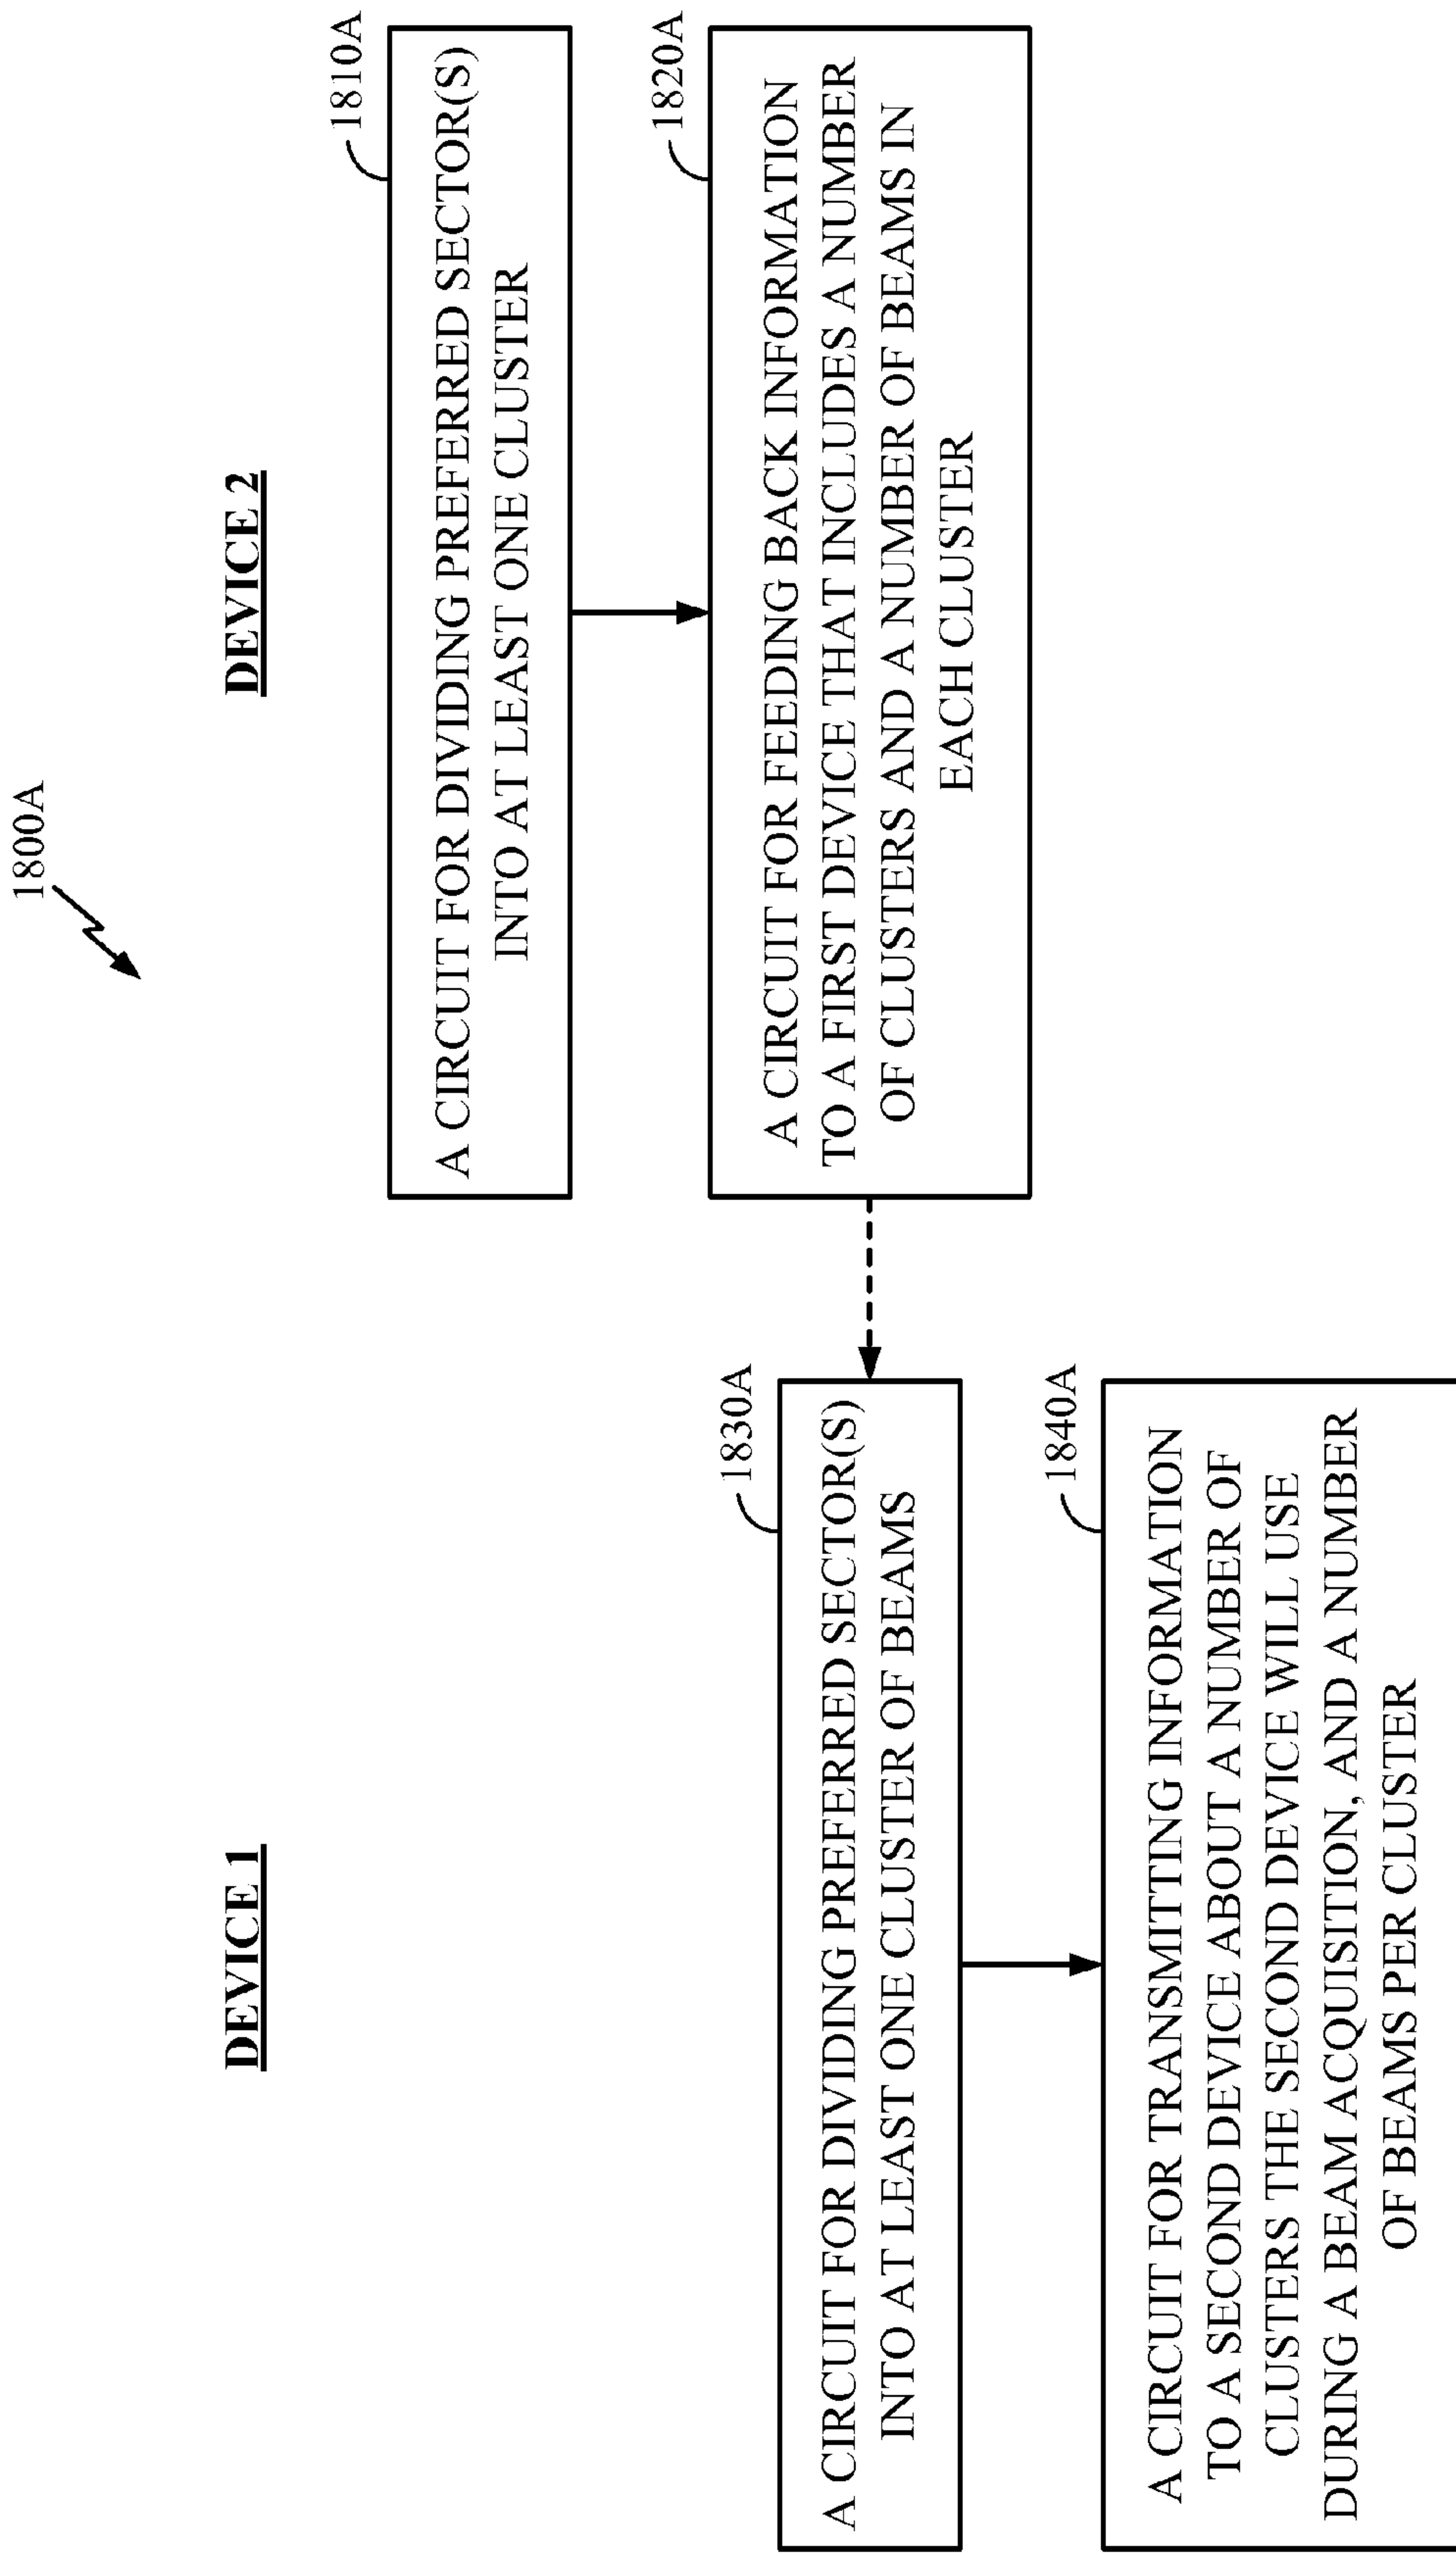 1800A
DEVICE 1
DEVICE 2
1810A
A CIRCUIT FOR DIVIDING PREFERRED SECTOR(S)
INTO AT LEAST ONE CLUSTER
1820A
A CIRCUIT FOR FEEDING BACK INFORMATION
TO A FIRST DEVICE THAT INCLUDES A NUMBER
OF CLUSTERS AND A NUMBER OF BEAMS IN
EACH CLUSTER
1830A
A CIRCUIT FOR DIVIDING PREFERRED SECTOR(S)
INTO AT LEAST ONE CLUSTER OF BEAMS
1840A
A CIRCUIT FOR TRANSMITTING INFORMATION
TO A SECOND DEVICE ABOUT A NUMBER OF
CLUSTERS THE SECOND DEVICE WILL USE
DURING A BEAM ACQUISITION, AND A NUMBER
OF BEAMS PER CLUSTER